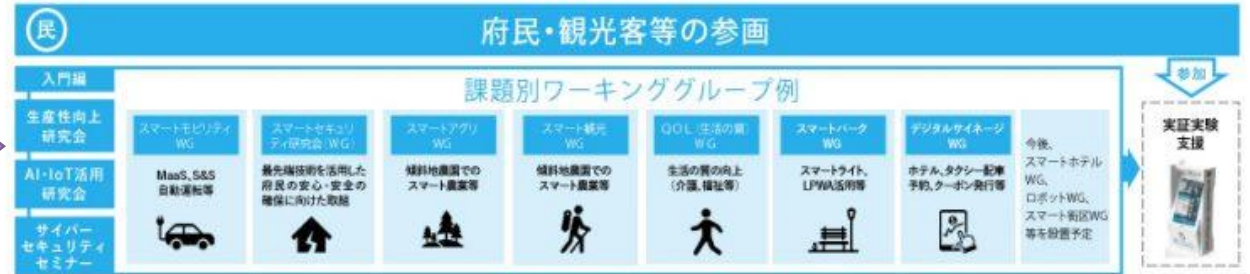 民
府民・観光客等の参画
入門編
生産性向上
研究会
AI・IoT活用
研究会
サイバー
セキュリティ
セミナー
課題別ワーキンググループ例
スマートモビリティ
WG
MaaS、S&S
自動運転等
スマートセキュリ
ティ研究会(WG)
最先端技術を活用した
府民の安心・安全の
確保に向けた取組
スマートアグリ
WG
傾斜地農園での
スマート農業等
スマート観光
WG
傾斜地農園での
スマート農業等
QOL(生活の質)
WG
生活の質の向上
(介護、福祉等)
スマートパーク
WG
スマートライト、
LPWA活用等
デジタルサイネージ
WG
ホテル、タクシー配車
予約、クーポン発行等
今後、
スマートホテル
WG、
ロボットWG、
スマート街区WG
等を設置予定
参加
実証実験
支援